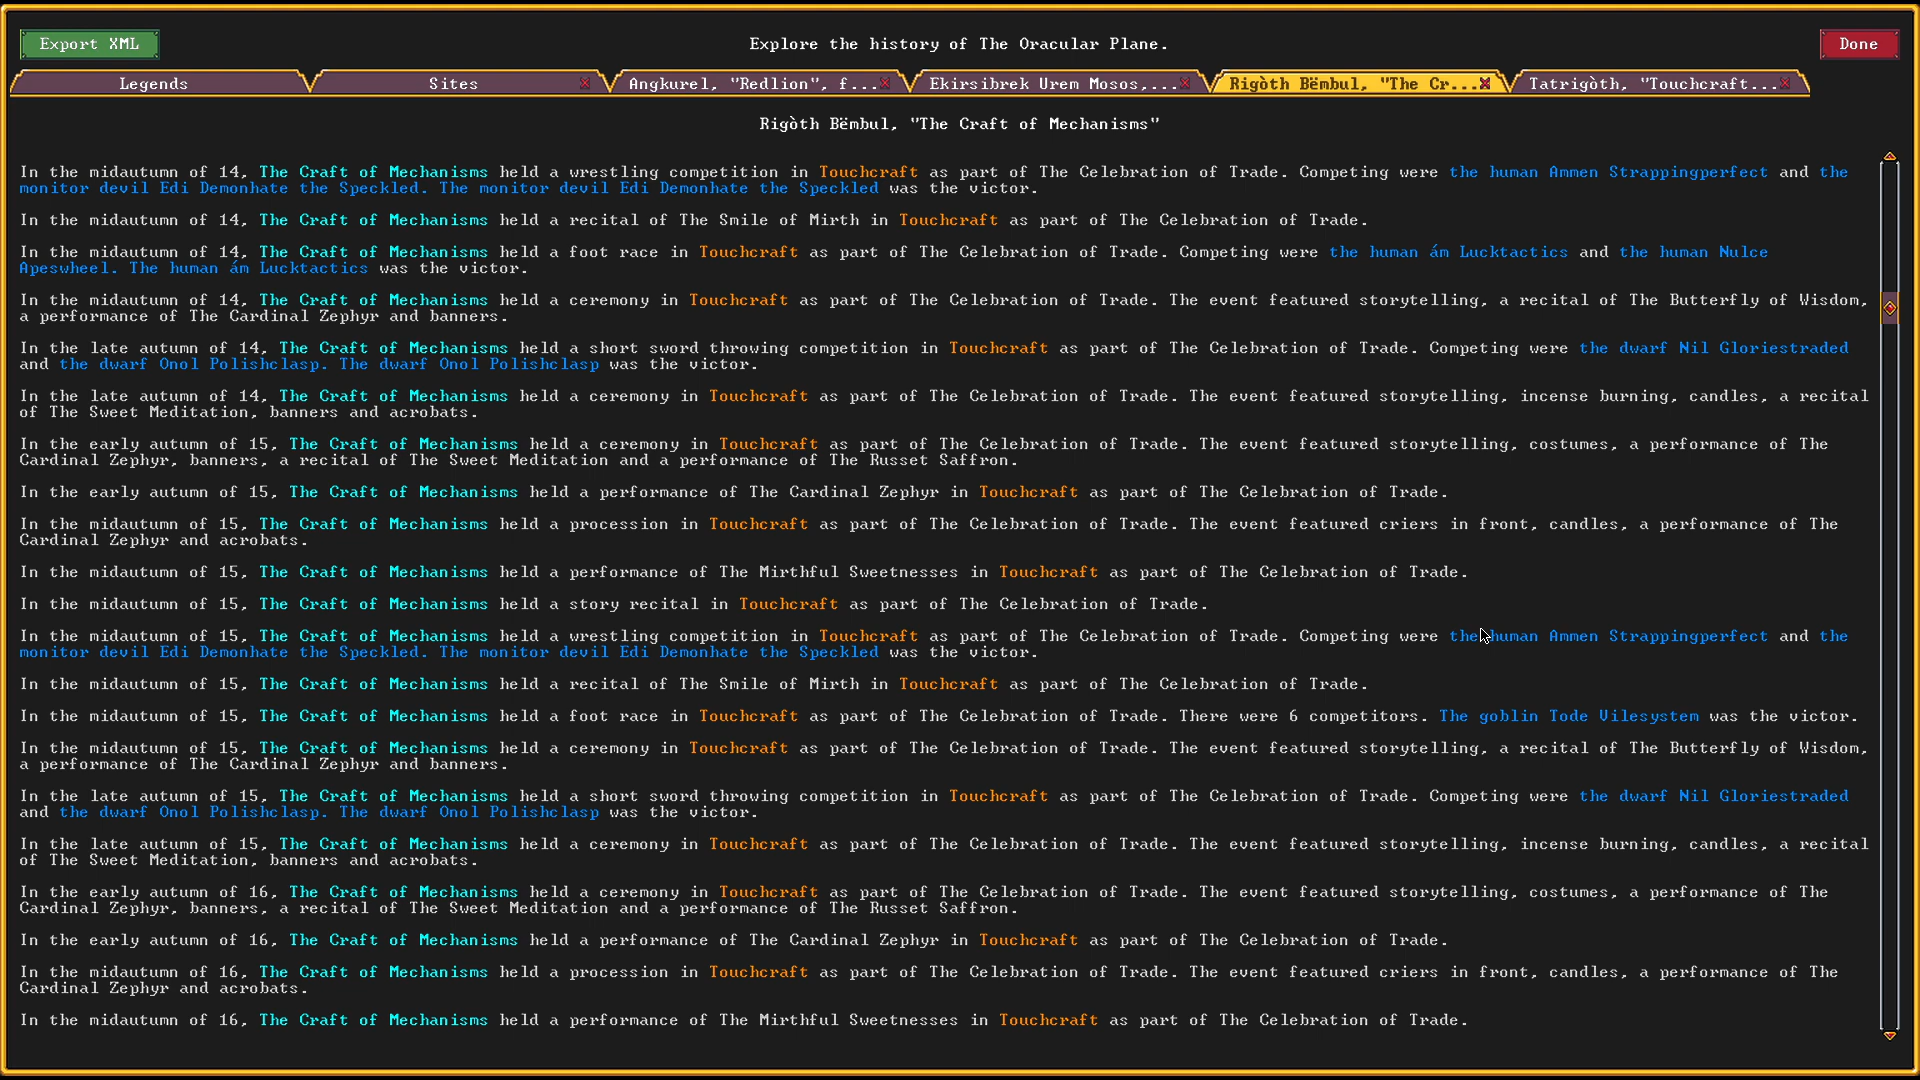 Export XML
Explore the history of The Oracular Plane.
Done
Legends
Sites
Angkurel, "Redlion", f...
Ekirsibrek Urem Mosos,...
Rigòth Bëmbul, "The Cr...
Tatrigòth, "Touchcraft...
Rigòth Bëmbul, "The Craft of Mechanisms"
In the midautumn of 14, The Craft of Mechanisms held a wrestling competition in Touchcraft as part of The Celebration of Trade. Competing were the human Ammen Strappingperfect and the
monitor devil Edi Demonhate the Speckled. The monitor devil Edi Demonhate the Speckled was the victor.
In the midautumn of 14, The Craft of Mechanisms held a recital of The Smile of Mirth in Touchcraft as part of The Celebration of Trade.
In the midautumn of 14, The Craft of Mechanisms held a foot race in Touchcraft as part of The Celebration of Trade. Competing were the human ám Lucktactics and the human Nulce
Apeswheel. The human ám Lucktactics was the victor.
In the midautumn of 14, The Craft of Mechanisms held a ceremony in Touchcraft as part of The Celebration of Trade. The event featured storytelling, a recital of The Butterfly of Wisdom,
a performance of The Cardinal Zephyr and banners.
In the late autumn of 14, The Craft of Mechanisms held a short sword throwing competition in Touchcraft as part of The Celebration of Trade. Competing were the dwarf Nil Gloriestraded
and the dwarf Onol Polishclasp. The dwarf Onol Polishclasp was the victor.
In the late autumn of 14, The Craft of Mechanisms held a ceremony in Touchcraft as part of The Celebration of Trade. The event featured storytelling, incense burning, candles, a recital
of The Sweet Meditation, banners and acrobats.
In the early autumn of 15, The Craft of Mechanisms held a ceremony in Touchcraft as part of The Celebration of Trade. The event featured storytelling, costumes, a performance of The
Cardinal Zephyr, banners, a recital of The Sweet Meditation and a performance of The Russet Saffron.
In the early autumn of 15, The Craft of Mechanisms held a performance of The Cardinal Zephyr in Touchcraft as part of The Celebration of Trade.
In the midautumn of 15, The Craft of Mechanisms held a procession in Touchcraft as part of The Celebration of Trade. The event featured criers in front, candles, a performance of The
Cardinal Zephyr and acrobats.
In the midautumn of 15, The Craft of Mechanisms held a performance of The Mirthful Sweetnesses in Touchcraft as part of The Celebration of Trade.
In the midautumn of 15, The Craft of Mechanisms held a story recital in Touchcraft as part of The Celebration of Trade.
In the midautumn of 15, The Craft of Mechanisms held a wrestling competition in Touchcraft as part of The Celebration of Trade. Competing were the human Ammen Strappingperfect and the
monitor devil Edi Demonhate the Speckled. The monitor devil Edi Demonhate the Speckled was the victor.
In the midautumn of 15, The Craft of Mechanisms held a recital of The Smile of Mirth in Touchcraft as part of The Celebration of Trade.
In the midautumn of 15, The Craft of Mechanisms held a foot race in Touchcraft as part of The Celebration of Trade. There were 6 competitors. The goblin Tode Vilesystem was the victor.
In the midautumn of 15, The Craft of Mechanisms held a ceremony in Touchcraft as part of The Celebration of Trade. The event featured storytelling, a recital of The Butterfly of Wisdom,
a performance of The Cardinal Zephyr and banners.
In the late autumn of 15, The Craft of Mechanisms held a short sword throwing competition in Touchcraft as part of The Celebration of Trade. Competing were the dwarf Nil Gloriestraded
and the dwarf Onol Polishclasp. The dwarf Onol Polishclasp was the victor.
In the late autumn of 15, The Craft of Mechanisms held a ceremony in Touchcraft as part of The Celebration of Trade. The event featured storytelling, incense burning, candles, a recital
of The Sweet Meditation, banners and acrobats.
In the early autumn of 16, The Craft of Mechanisms held a ceremony in Touchcraft as part of The Celebration of Trade. The event featured storytelling, costumes, a performance of The
Cardinal Zephyr, banners, a recital of The Sweet Meditation and a performance of The Russet Saffron.
In the early autumn of 16, The Craft of Mechanisms held a performance of The Cardinal Zephyr in Touchcraft as part of The Celebration of Trade.
In the midautumn of 16, The Craft of Mechanisms held a procession in Touchcraft as part of The Celebration of Trade. The event featured criers in front, candles, a performance of The
Cardinal Zephyr and acrobats.
In the midautumn of 16, The Craft of Mechanisms held a performance of The Mirthful Sweetnesses in Touchcraft as part of The Celebration of Trade.